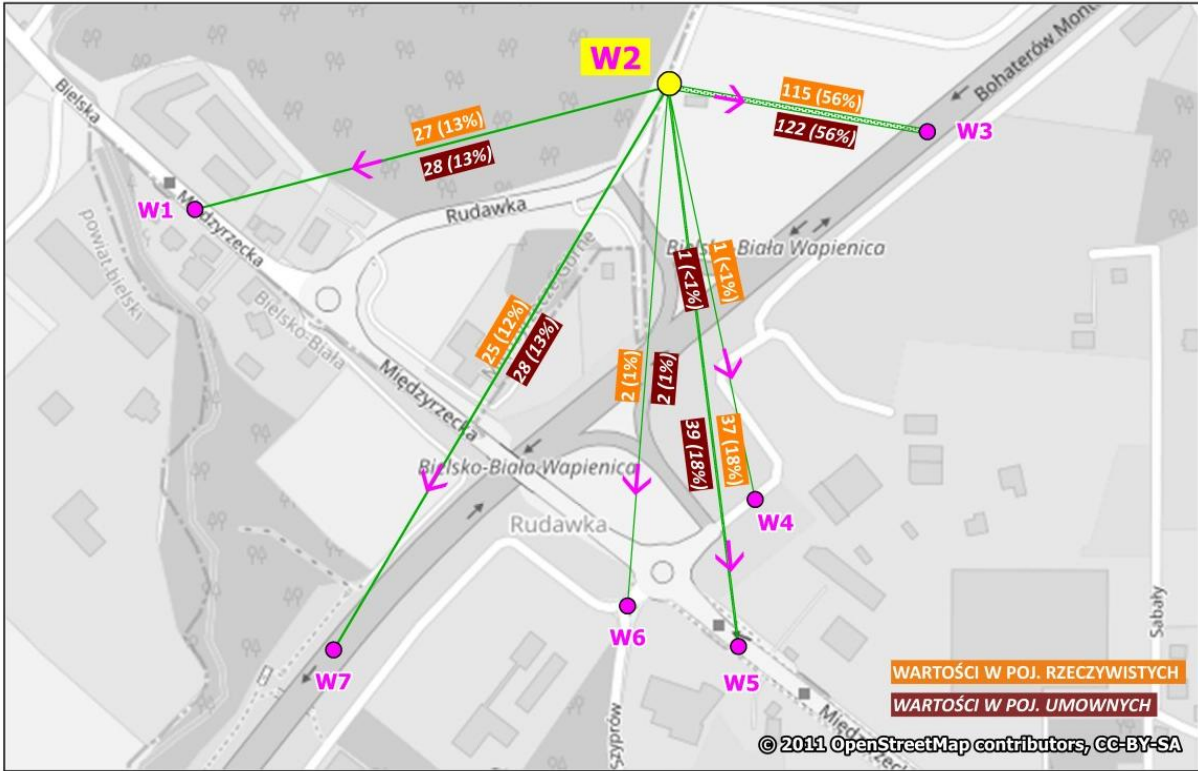 W2
Bohaterów Mont
Bielska
27 (13%)
28 (13%)
115 (56%)
122 (56%)
W3
W1
Międzyrzecka
Rudawka
powiat bielski
Bielsko-Biała
Bielsko-Biała Wapienica
1 (<1%)
1 (<1%)
25 (12%)
28 (13%)
2 (1%)
2 (1%)
Międzyrzecka
39 (18%)
37 (18%)
Bielsko-Biała-Wapienica
Rudawka
W4
W6
W5
W7
Sabały
Szyprów
Międzyrzec
WARTOŚCI W POJ. RZECZYWISTYCH
WARTOŚCI W POJ. UMOWNYCH
© 2011 OpenStreetMap contributors, CC-BY-SA